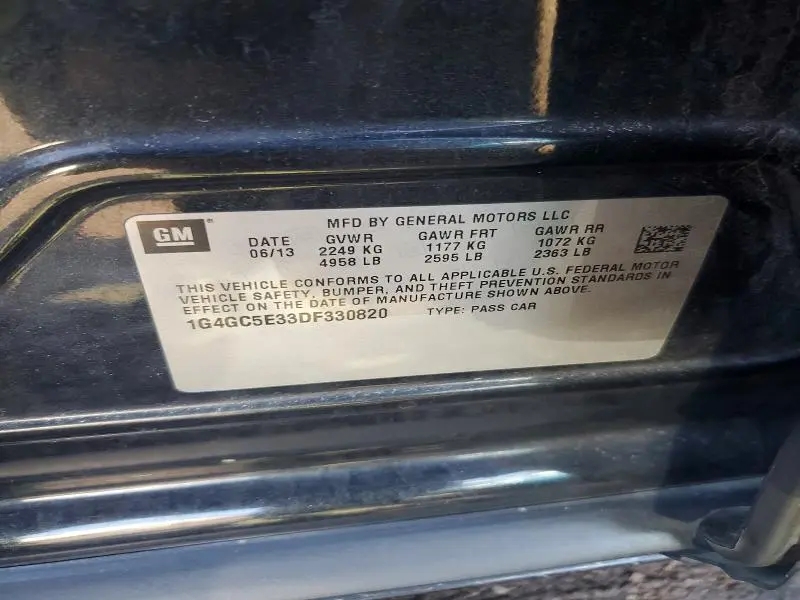 GM ®
MFD BY GENERAL MOTORS LLC
DATE GVWR GAWR FRT GAWR RR
06/13 2249 KG 1177 KG 1072 KG
4958 LB 2595 LB 2363 LB
THIS VEHICLE CONFORMS TO ALL APPLICABLE U.S. FEDERAL MOTOR
VEHICLE SAFETY, BUMPER, AND THEFT PREVENTION STANDARDS IN
EFFECT ON THE DATE OF MANUFACTURE SHOWN ABOVE.
1G4GC5E33DF330820 TYPE: PASS CAR